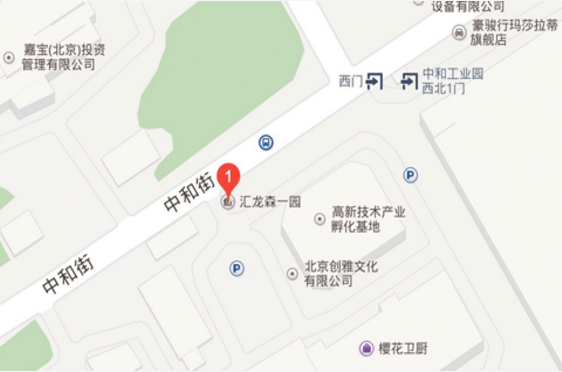 设备有限公司
豪骏行玛莎拉蒂
旗舰店
嘉宝(北京)投资
管理有限公司
西门
中和工业园
西北1门
P
中和街
1
汇龙森一园
高新技术产业
孵化基地
中和街
P
北京创雅文化
有限公司
樱花卫厨